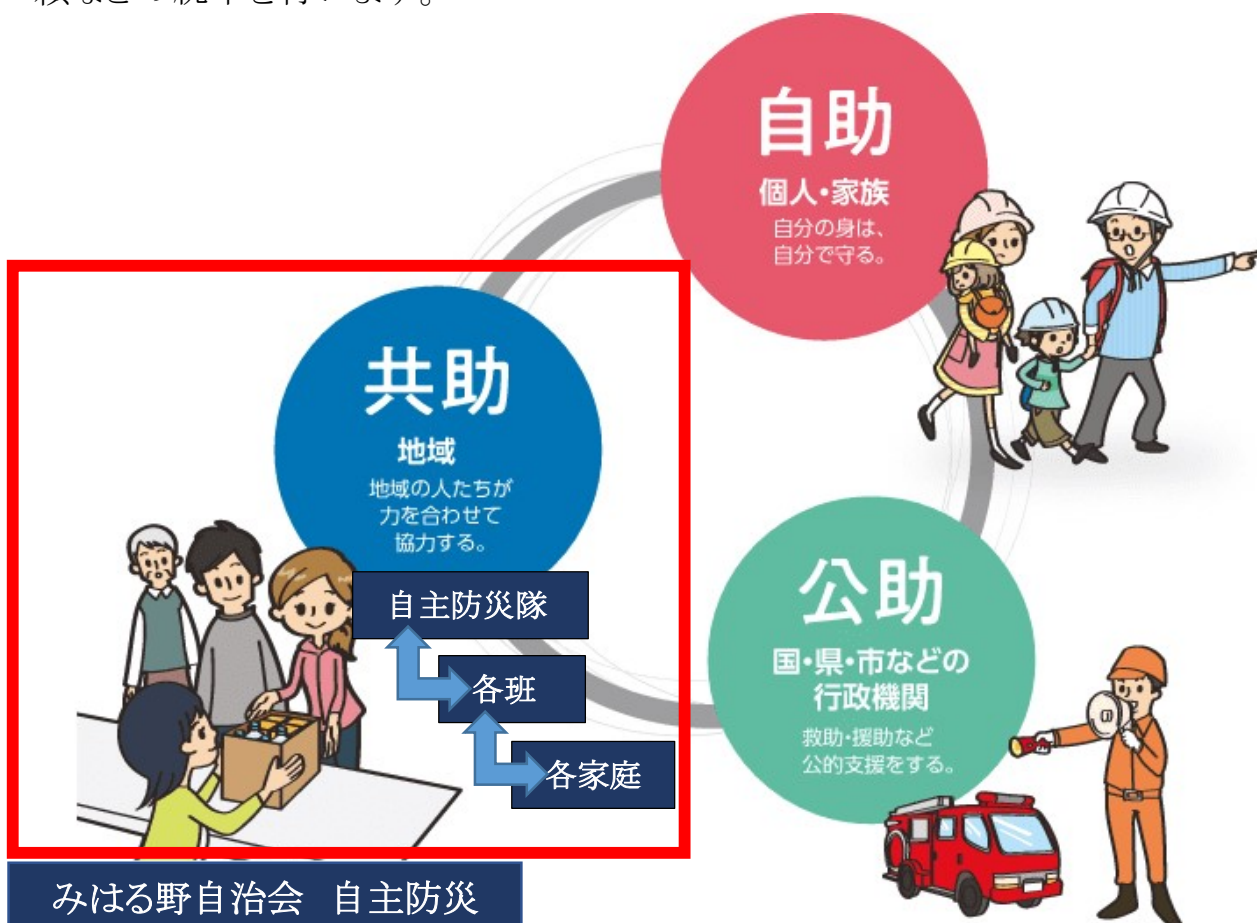 自助
個人・家族
自分の身は、
自分で守る。
共助
地域
地域の人たちが
力を合わせて
協力する。
自主防災隊
各班
各家庭
公助
国・県・市などの
行政機関
救助・援助など
公的支援をする。
みはる野自治会 自主防災